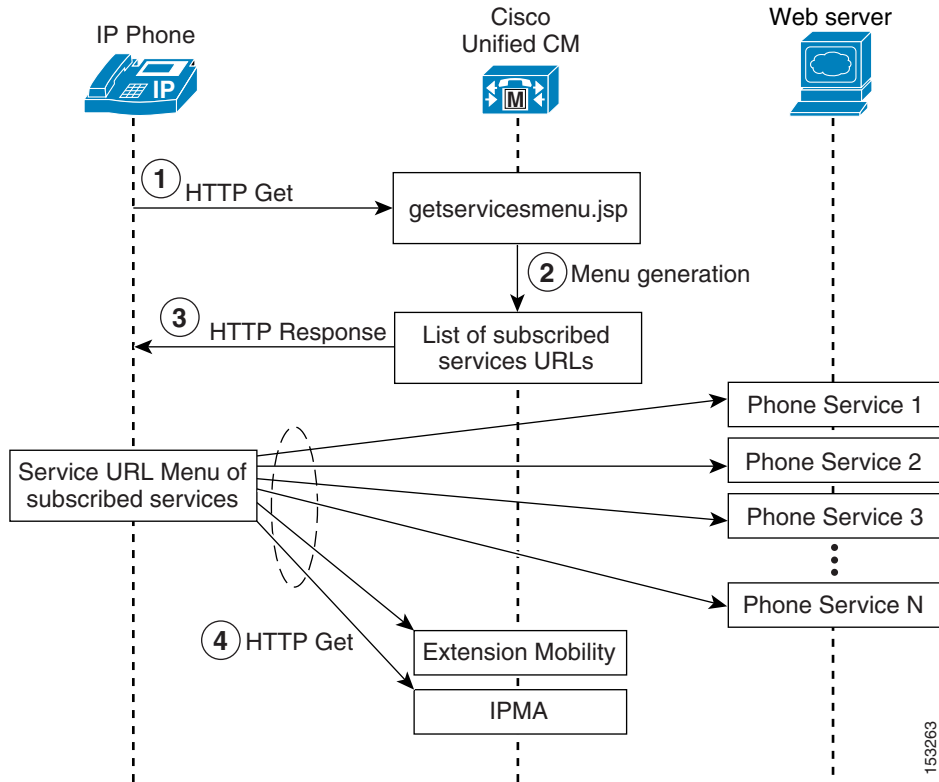 IP Phone
Cisco
Unified CM
Web server
IP
M
1
HTTP Get
getservicesmenu.jsp
2
Menu generation
3
HTTP Response
List of subscribed
services URLs
Phone Service 1
Service URL Menu of
subscribed services
Phone Service 2
Phone Service 3
Phone Service N
4
HTTP Get
Extension Mobility
IPMA
153263